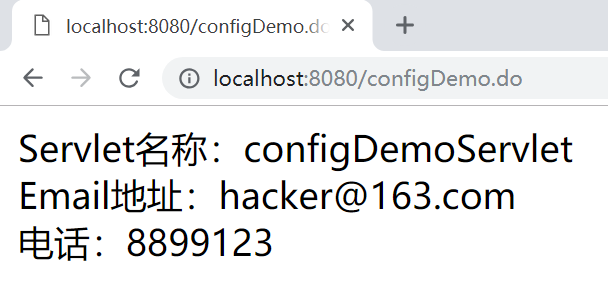 localhost:8080/configDemo.do
localhost:8080/configDemo.do
Servlet名称：configDemoServlet
Email地址：hacker@163.com
电话：8899123